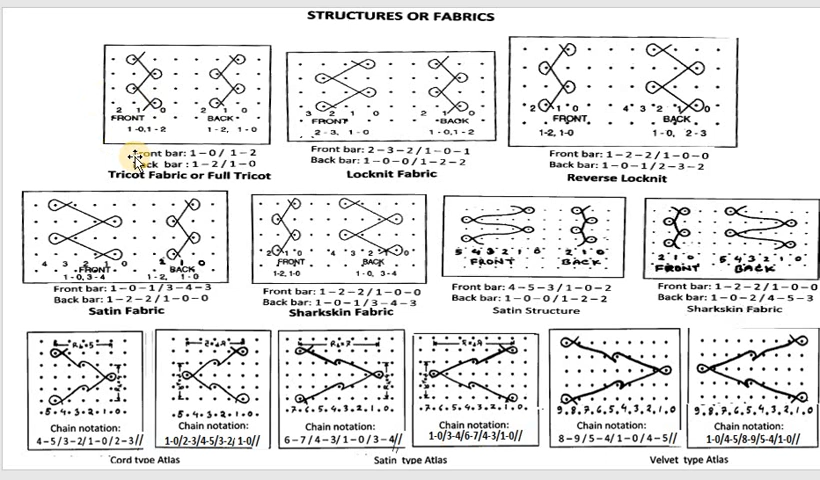 STRUCTURES OR FABRICS
2 1 0
FRONT
1-0,1-2
2 1 0
BACK
1-2, 1-0
Front bar: 1-0/ 1-2
Back bar : 1-2/ 1-0
Tricot Fabric or Full Tricot
3 2 1 0
FRONT
2-3, 1-0
2 1 0
BACK
1-0,1-2
Front bar: 2-3-2/ 1-0-1
Back bar: 1-0-0/ 1-2-2
Locknit Fabric
2 1 0
FRONT
1-2, 1-0
4 3 2 1 0
BACK
1-0, 2-3
Front bar: 1-2-2/ 1-0-0
Back bar: 1-0-1/ 2-3-2
Reverse Locknit
4 3 2 1 0
FRONT
1-0, 3-4
2 1 0
BACK
1-2, 1-0
Front bar: 1-0-1/ 3-4-3
Back bar: 1-2-2/ 1-0-0
Satin Fabric
2 1 0
FRONT
1-2, 1-0
4 3 2 1 0
BACK
1-0, 3-4
Front bar: 1-2-2/ 1-0-0
Back bar: 1-0-1/ 3-4-3
Sharkskin Fabric
5 4 3 2 1 0
FRONT
2 1 0
BACK
Front bar: 4-5-3/ 1-0-2
Back bar: 1-0-0/ 1-2-2
Satin Structure
2 1 0
FRONT
5 4 3 2 1 0
BACK
Front bar: 1-2-2/ 1-0-0
Back bar: 1-0-2/ 4-5-3
Sharkskin Fabric
5 4 3 2 1 0
Chain notation:
4-5/3-2/1-0/2-3//
5 4 3 2 1 0
Chain notation:
1-0/2-3/4-5/3-2/ 1-0//
Cord type Atlas
7 6 5 4 3 2 1 0
Chain notation:
6-7/ 4-3/ 1-0/ 3-4//
7 6 5 4 3 2 1 0
Chain notation:
1-0/3-4/6-7/4-3/1-0//
Satin type Atlas
9 8 7 6 5 4 3 2 1 0
Chain notation:
8-9/ 5-4/ 1-0/ 4-5//
9 8 7 6 5 4 3 2 1 0
Chain notation:
1-0/4-5/8-9/5-4/1-0//
Velvet type Atlas